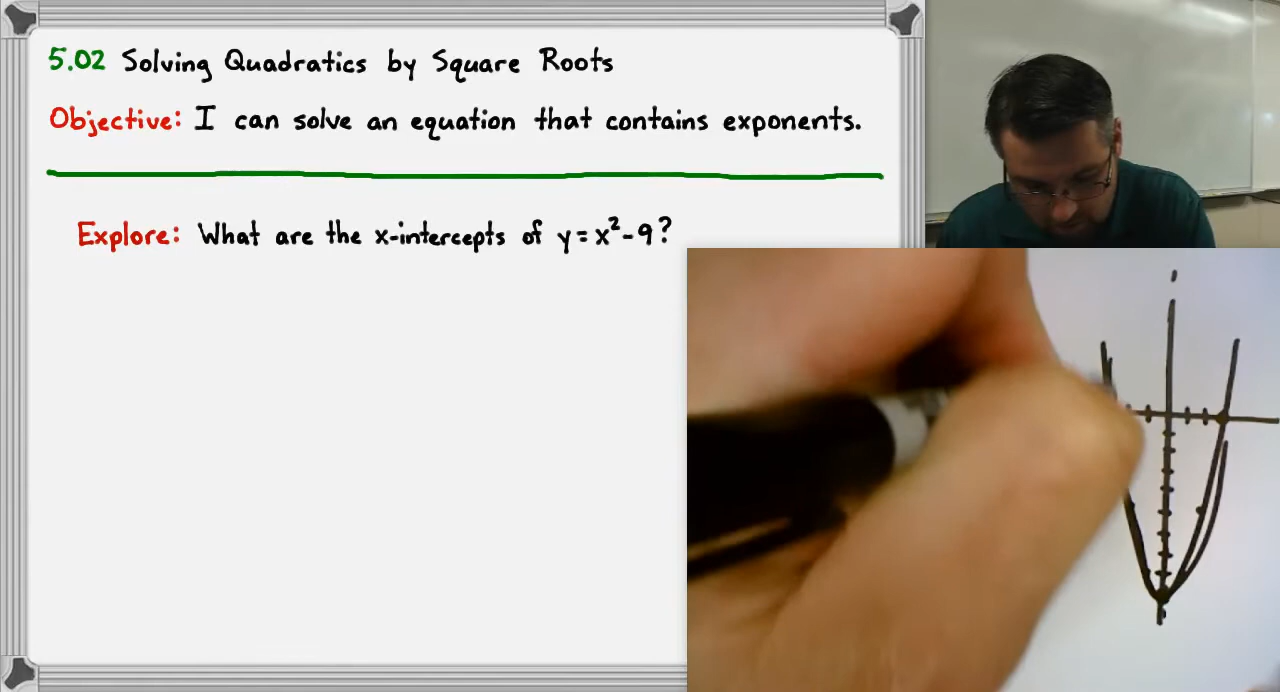 5.02 Solving Quadratics by Square Roots
Objective: I can solve an equation that contains exponents.
Explore: What are the x-intercepts of y=x²-9?